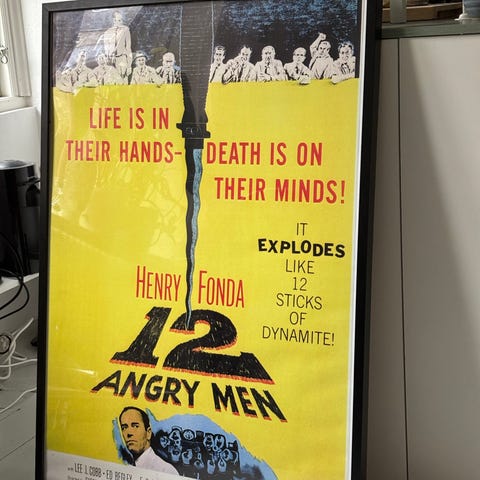 LIFE IS IN
THEIR HANDS- DEATH IS ON
THEIR MINDS!
IT
EXPLODES
LIKE
12
STICKS
OF
DYNAMITE!
HENRY FONDA
12
ANGRY MEN
LEE J. COBB • ED BEGLEY